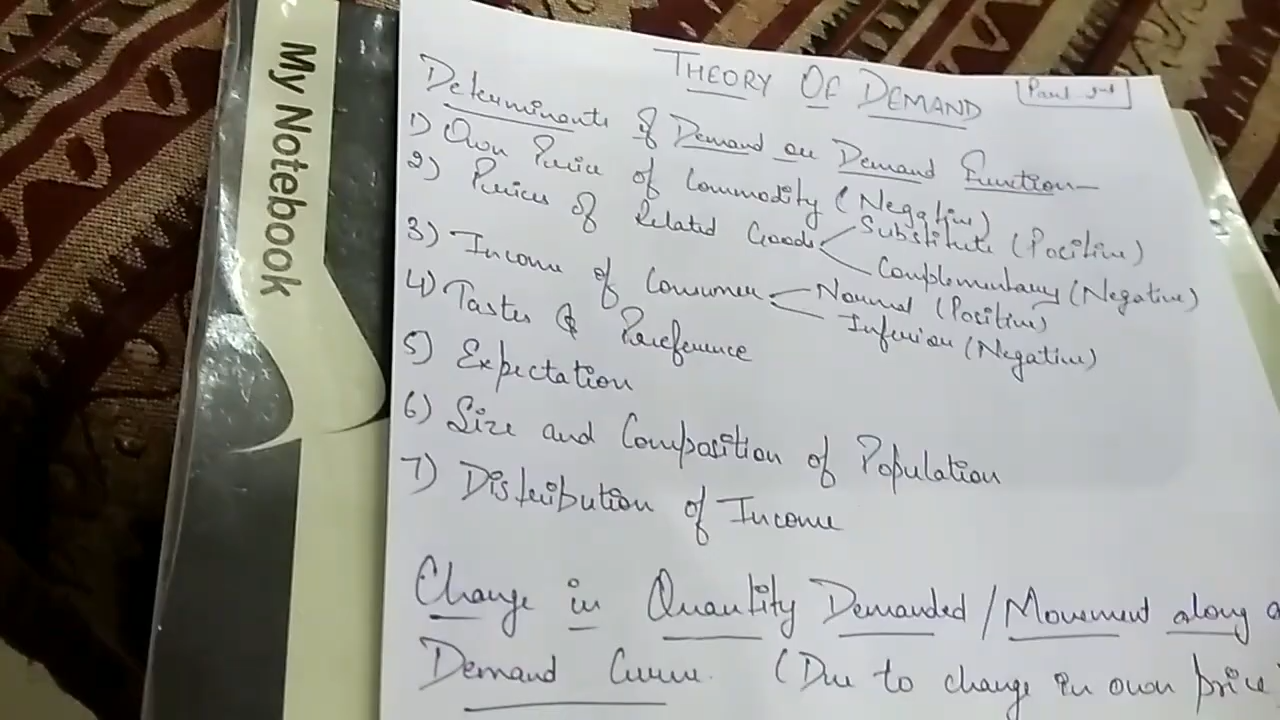 My Notebook
THEORY OF DEMAND
Determinants of Demand or Demand Function—
1) Own Price of Commodity (Negative)
2) Prices of Related Goods Substitute (Positive)
Complementary (Negative)
3) Income of Consumer Normal (Positive)
Inferior (Negative)
4) Tastes & Preference
5) Expectation
6) Size and Composition of Population
7) Distribution of Income
Change in Quantity Demanded / Movement along a
Demand Curve. (Due to change in own price